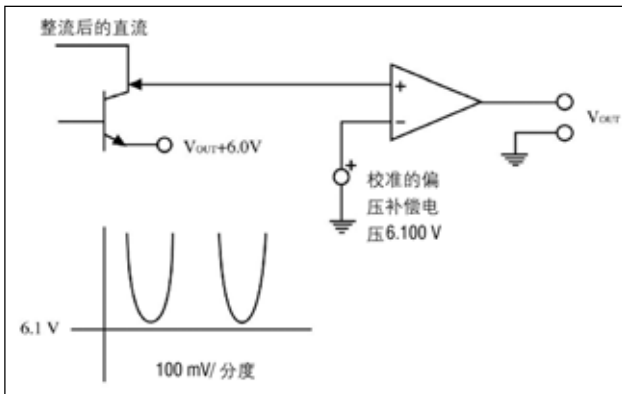 整流后的直流
+
−
VOUT
VOUT+6.0V
+
校准的偏
压补偿电
压6.100 V
6.1 V
100 mV/ 分度